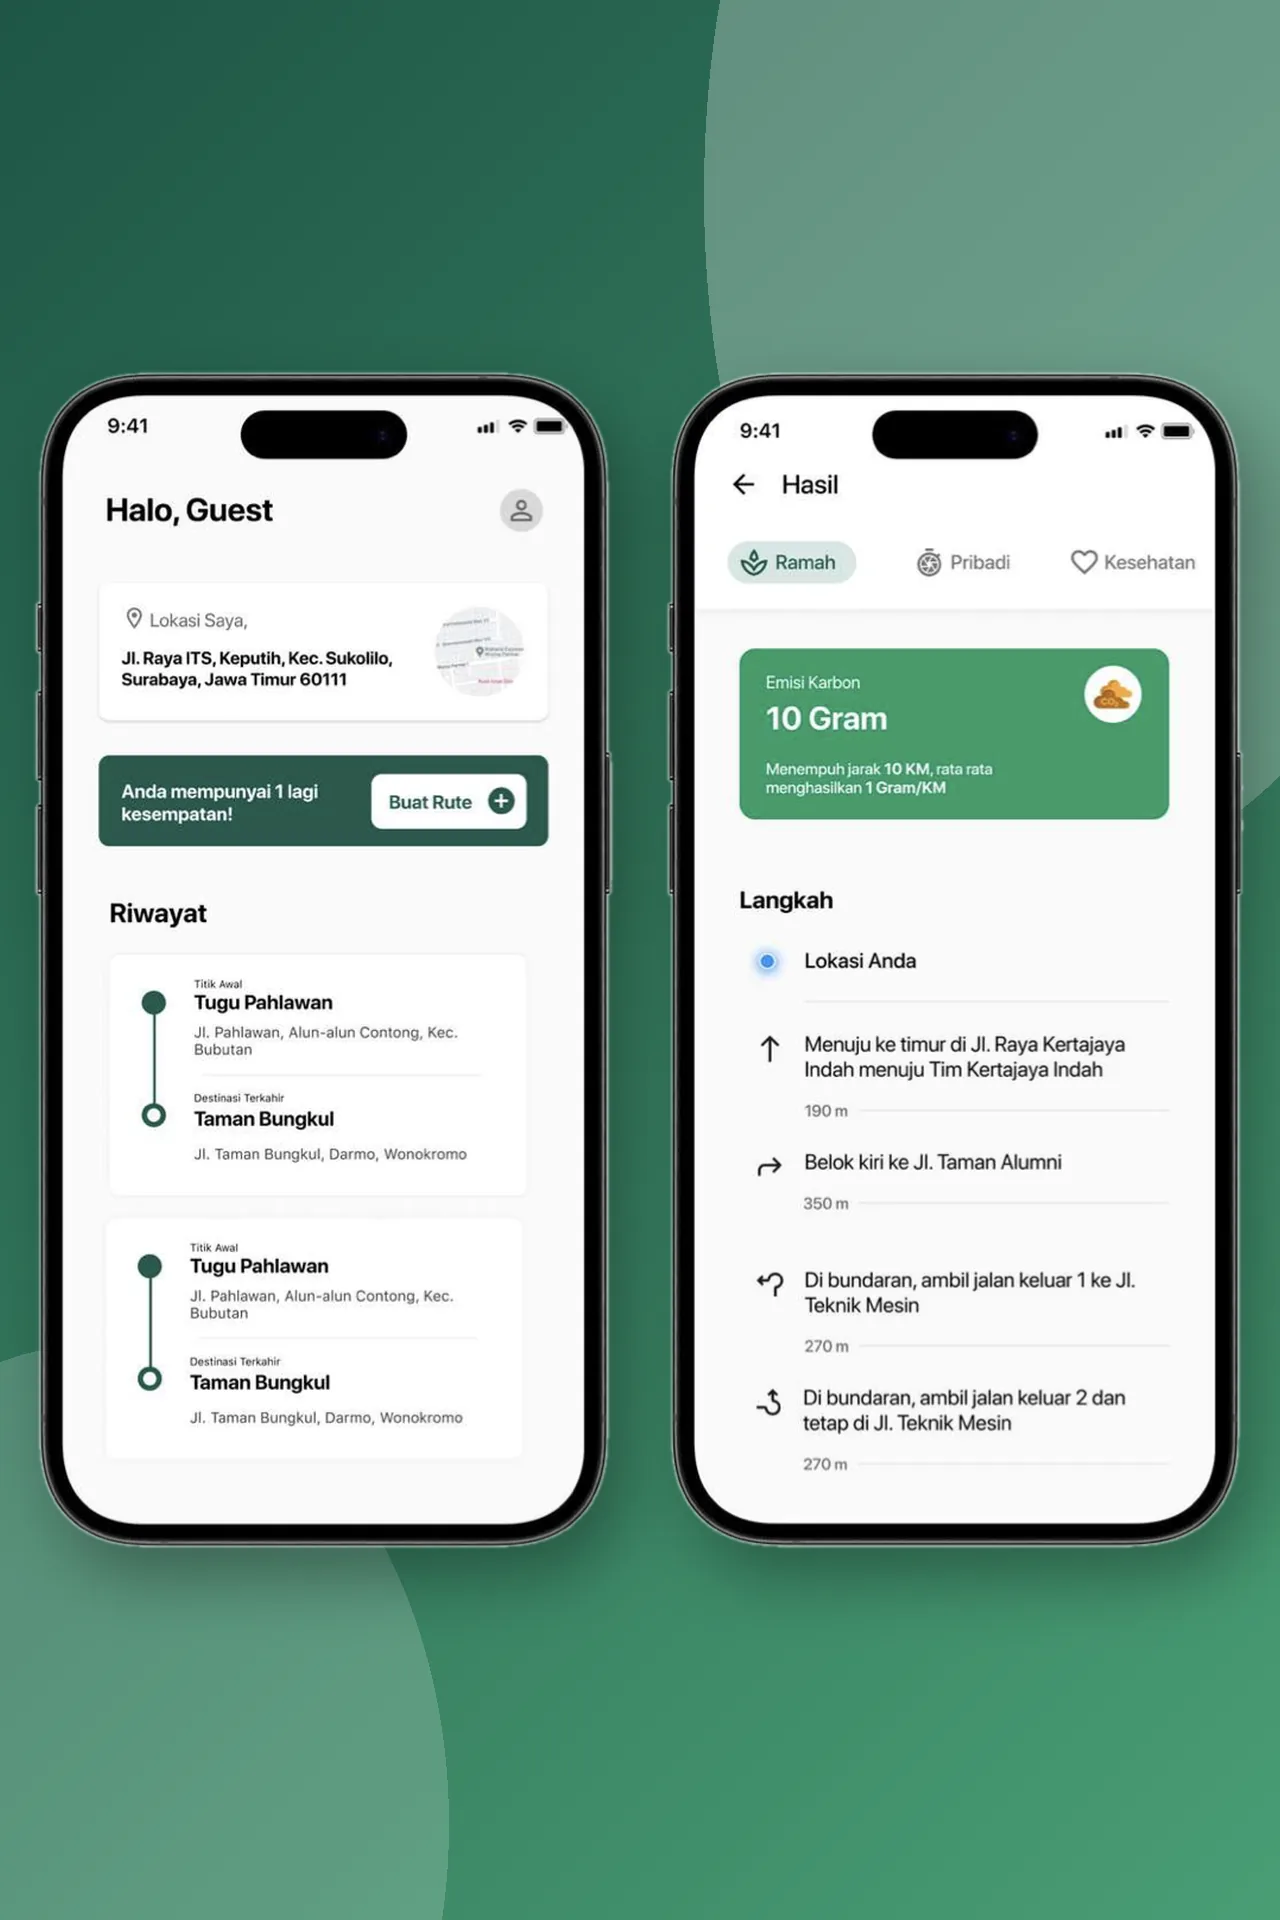 9:41
Halo, Guest
Lokasi Saya,
Jl. Raya ITS, Keputih, Kec. Sukolilo,
Surabaya, Jawa Timur 60111
Anda mempunyai 1 lagi
kesempatan!
Buat Rute
Riwayat
Titik Awal
Tugu Pahlawan
Jl. Pahlawan, Alun-alun Contong, Kec.
Bubutan
Destinasi Terkahir
Taman Bungkul
Jl. Taman Bungkul, Darmo, Wonokromo
Titik Awal
Tugu Pahlawan
Jl. Pahlawan, Alun-alun Contong, Kec.
Bubutan
Destinasi Terkahir
Taman Bungkul
Jl. Taman Bungkul, Darmo, Wonokromo
9:41
Hasil
Ramah
Pribadi
Kesehatan
Emisi Karbon
10 Gram
CO₂
Menempuh jarak 10 KM, rata rata
menghasilkan 1 Gram/KM
Langkah
Lokasi Anda
Menuju ke timur di Jl. Raya Kertajaya
Indah menuju Tim Kertajaya Indah
190 m
Belok kiri ke Jl. Taman Alumni
350 m
Di bundaran, ambil jalan keluar 1 ke Jl.
Teknik Mesin
270 m
Di bundaran, ambil jalan keluar 2 dan
tetap di Jl. Teknik Mesin
270 m